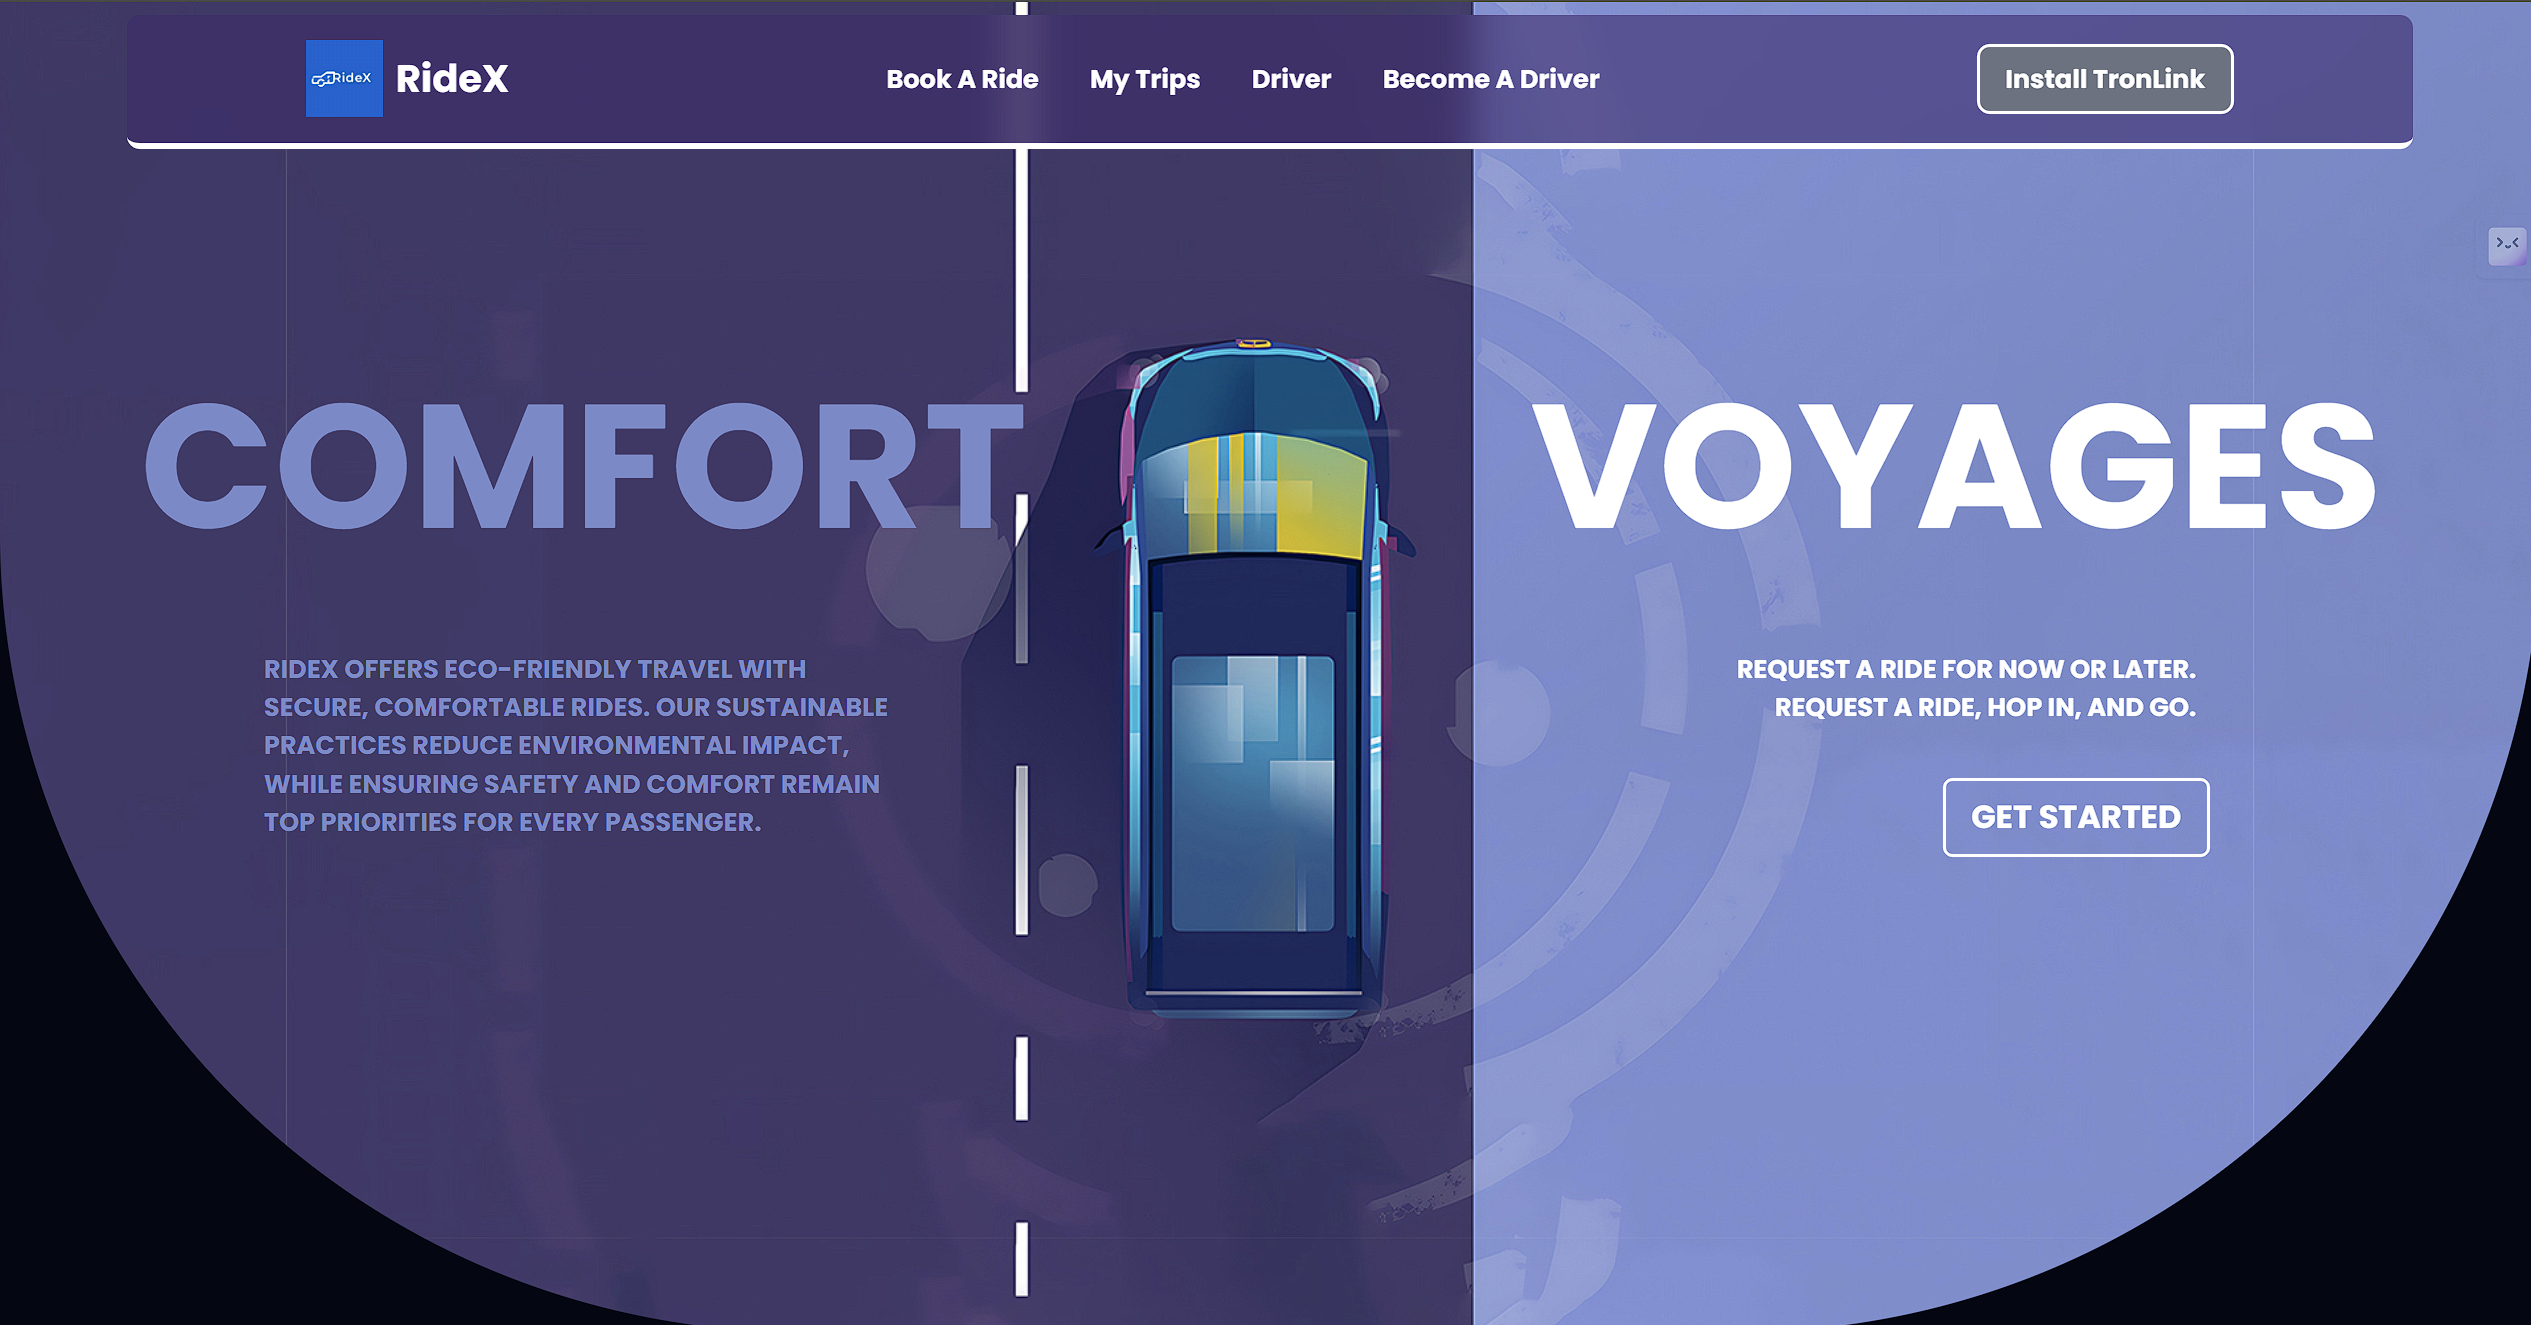 RideX
RideX
Book A Ride
My Trips
Driver
Become A Driver
Install TronLink
COMFORT
VOYAGES
RIDEX OFFERS ECO-FRIENDLY TRAVEL WITH
SECURE, COMFORTABLE RIDES. OUR SUSTAINABLE
PRACTICES REDUCE ENVIRONMENTAL IMPACT,
WHILE ENSURING SAFETY AND COMFORT REMAIN
TOP PRIORITIES FOR EVERY PASSENGER.
REQUEST A RIDE FOR NOW OR LATER.
REQUEST A RIDE, HOP IN, AND GO.
GET STARTED